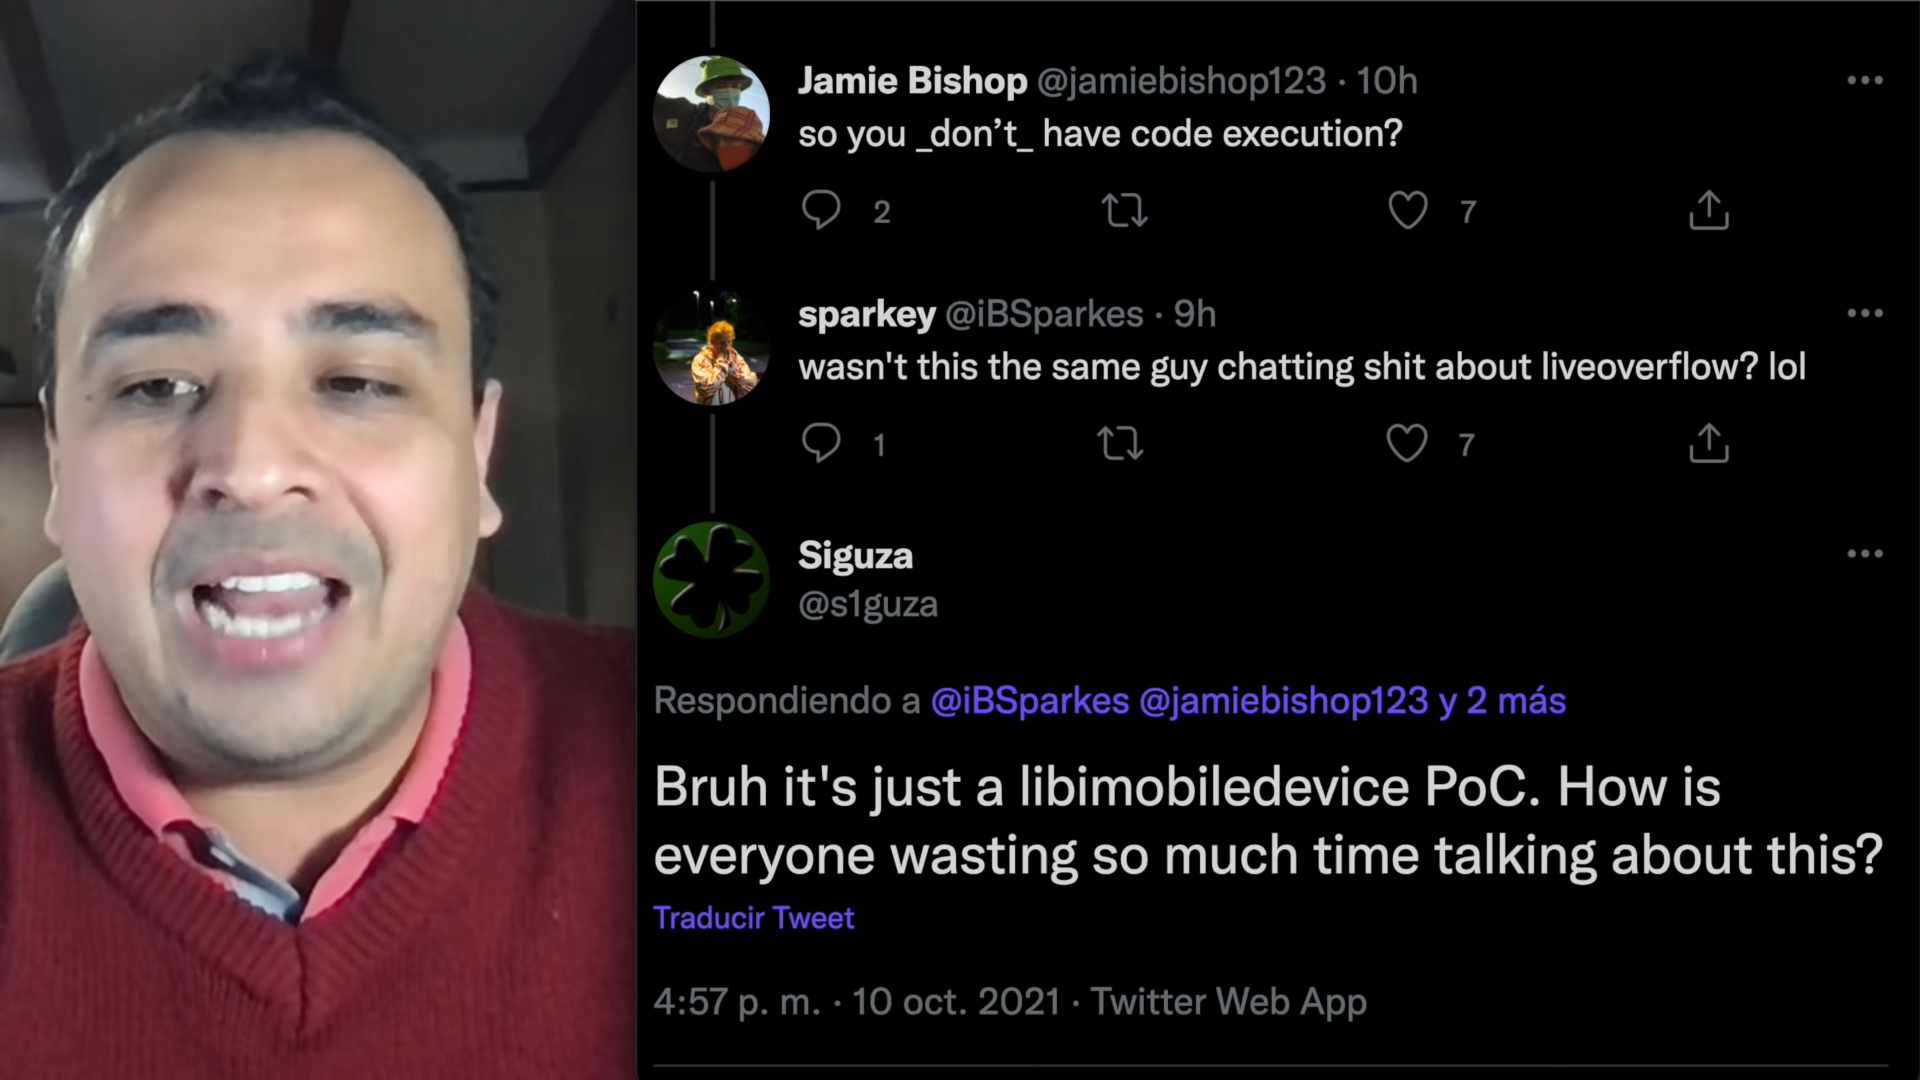 Jamie Bishop @jamiebishop123 · 10h
so you _don’t_ have code execution?
2 7
sparkey @iBSparkes · 9h
wasn't this the same guy chatting shit about liveoverflow? lol
1 7
Siguza
@s1guza
Respondiendo a @iBSparkes @jamiebishop123 y 2 más
Bruh it's just a libimobiledevice PoC. How is
everyone wasting so much time talking about this?
Traducir Tweet
4:57 p. m. · 10 oct. 2021 · Twitter Web App